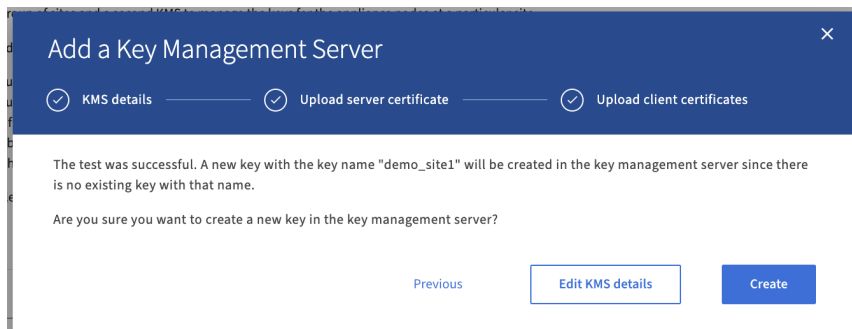 Add a Key Management Server
KMS details
Upload server certificate
Upload client certificates
The test was successful. A new key with the key name "demo_site1" will be created in the key management server since there
is no existing key with that name.
Are you sure you want to create a new key in the key management server?
Previous
Edit KMS details
Create